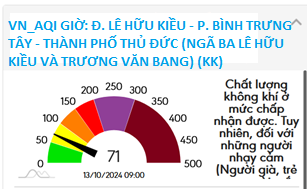 VN_AQI GIỜ: Đ. LÊ HỮU KIỀU - P. BÌNH TRƯNG
TÂY - THÀNH PHỐ THỦ ĐỨC (NGÃ BA LÊ HỮU
KIỀU VÀ TRƯƠNG VĂN BANG) (KK)
0
50
100
150
200
250
300
400
500
71
13/10/2024 09:00
Chất lượng
không khí ở
mức chấp
nhận được. Tuy
nhiên, đối với
những người
nhạy cảm
(Người già, trẻ